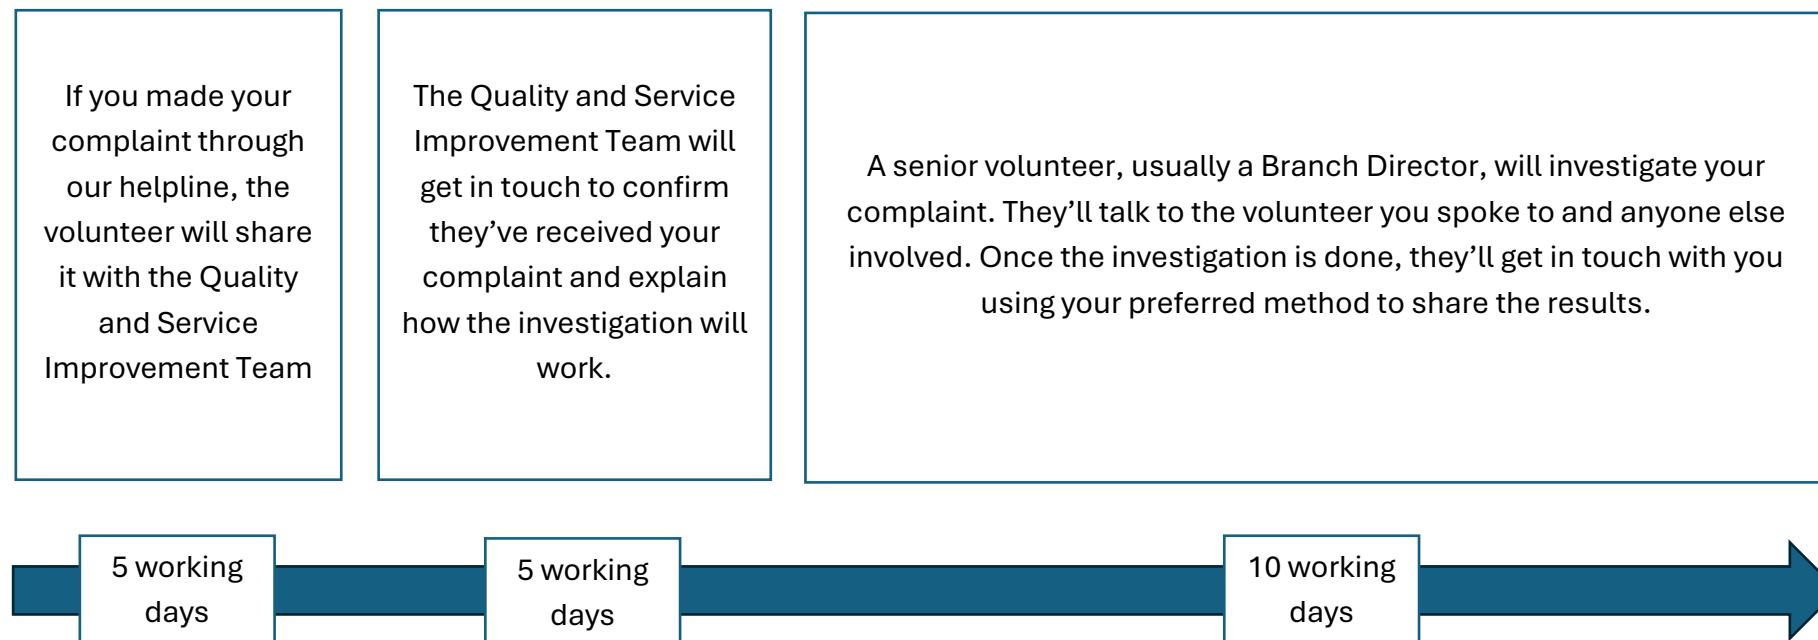 If you made your
complaint through
our helpline, the
volunteer will share
it with the Quality
and Service
Improvement Team
The Quality and Service
Improvement Team will
get in touch to confirm
they’ve received your
complaint and explain
how the investigation will
work.
A senior volunteer, usually a Branch Director, will investigate your
complaint. They’ll talk to the volunteer you spoke to and anyone else
involved. Once the investigation is done, they’ll get in touch with you
using your preferred method to share the results.
5 working
days
5 working
days
10 working
days